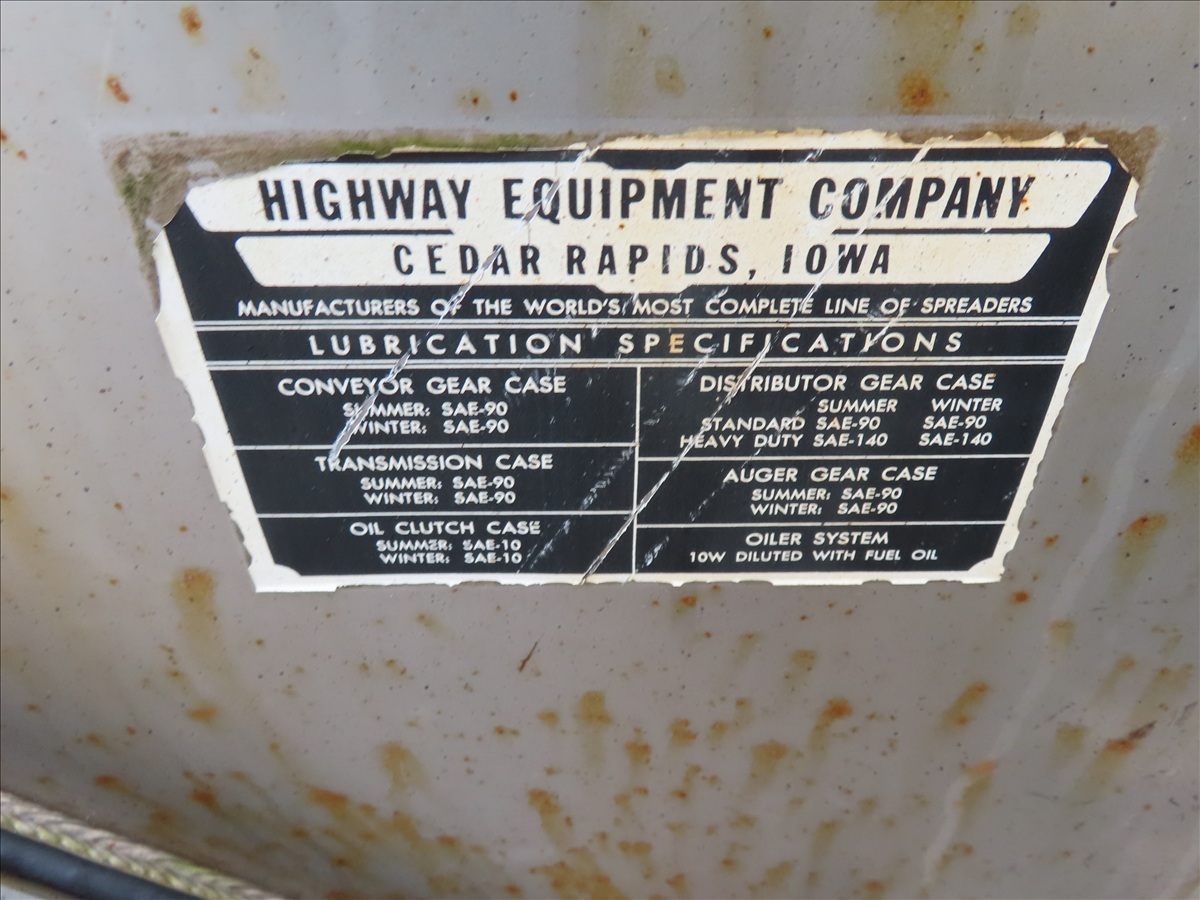 HIGHWAY EQUIPMENT COMPANY
CEDAR RAPIDS, IOWA
MANUFACTURERS OF THE WORLD'S MOST COMPLETE LINE OF SPREADERS
LUBRICATION SPECIFICATIONS
CONVEYOR GEAR CASE
SUMMER: SAE-90
WINTER: SAE-90
TRANSMISSION CASE
SUMMER: SAE-90
WINTER: SAE-90
OIL CLUTCH CASE
SUMMER: SAE-10
WINTER: SAE-10
DISTRIBUTOR GEAR CASE
SUMMER WINTER
STANDARD SAE-90 SAE-90
HEAVY DUTY SAE-140 SAE-140
AUGER GEAR CASE
SUMMER: SAE-90
WINTER: SAE-90
OILER SYSTEM
10W DILUTED WITH FUEL OIL